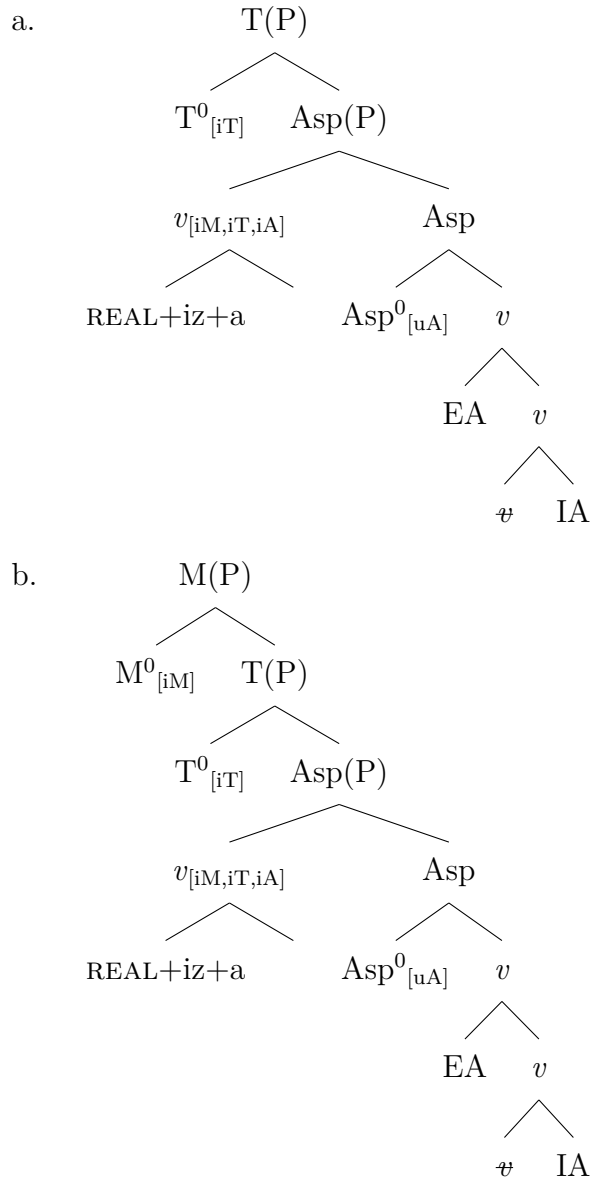 a. T(P)
T⁰[iT] Asp(P)
v[iM,iT,iA] Asp
REAL+iz+a Asp⁰[uA] v
EA v
v IA
b. M(P)
M⁰[iM] T(P)
T⁰[iT] Asp(P)
v[iM,iT,iA] Asp
REAL+iz+a Asp⁰[uA] v
EA v
v IA